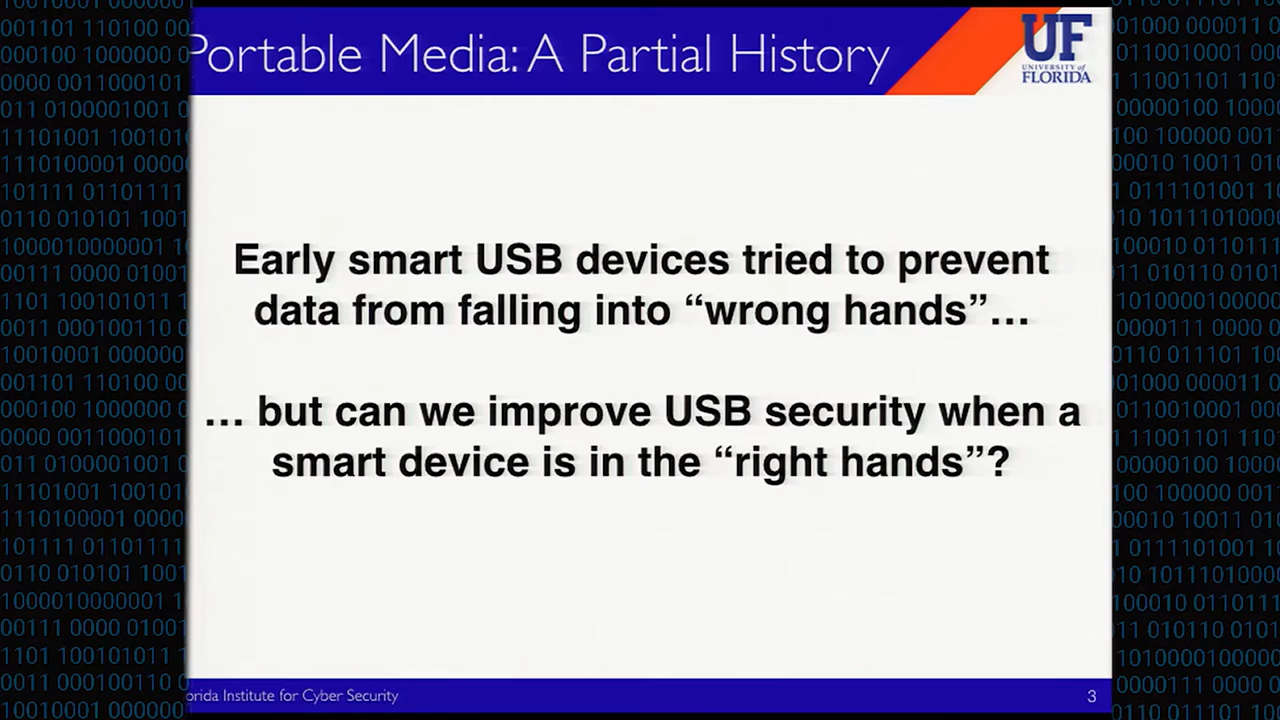 Portable Media: A Partial History
UF
UNIVERSITY of
FLORIDA
Early smart USB devices tried to prevent
data from falling into “wrong hands”…
… but can we improve USB security when a
smart device is in the “right hands”?
orida Institute for Cyber Security
3